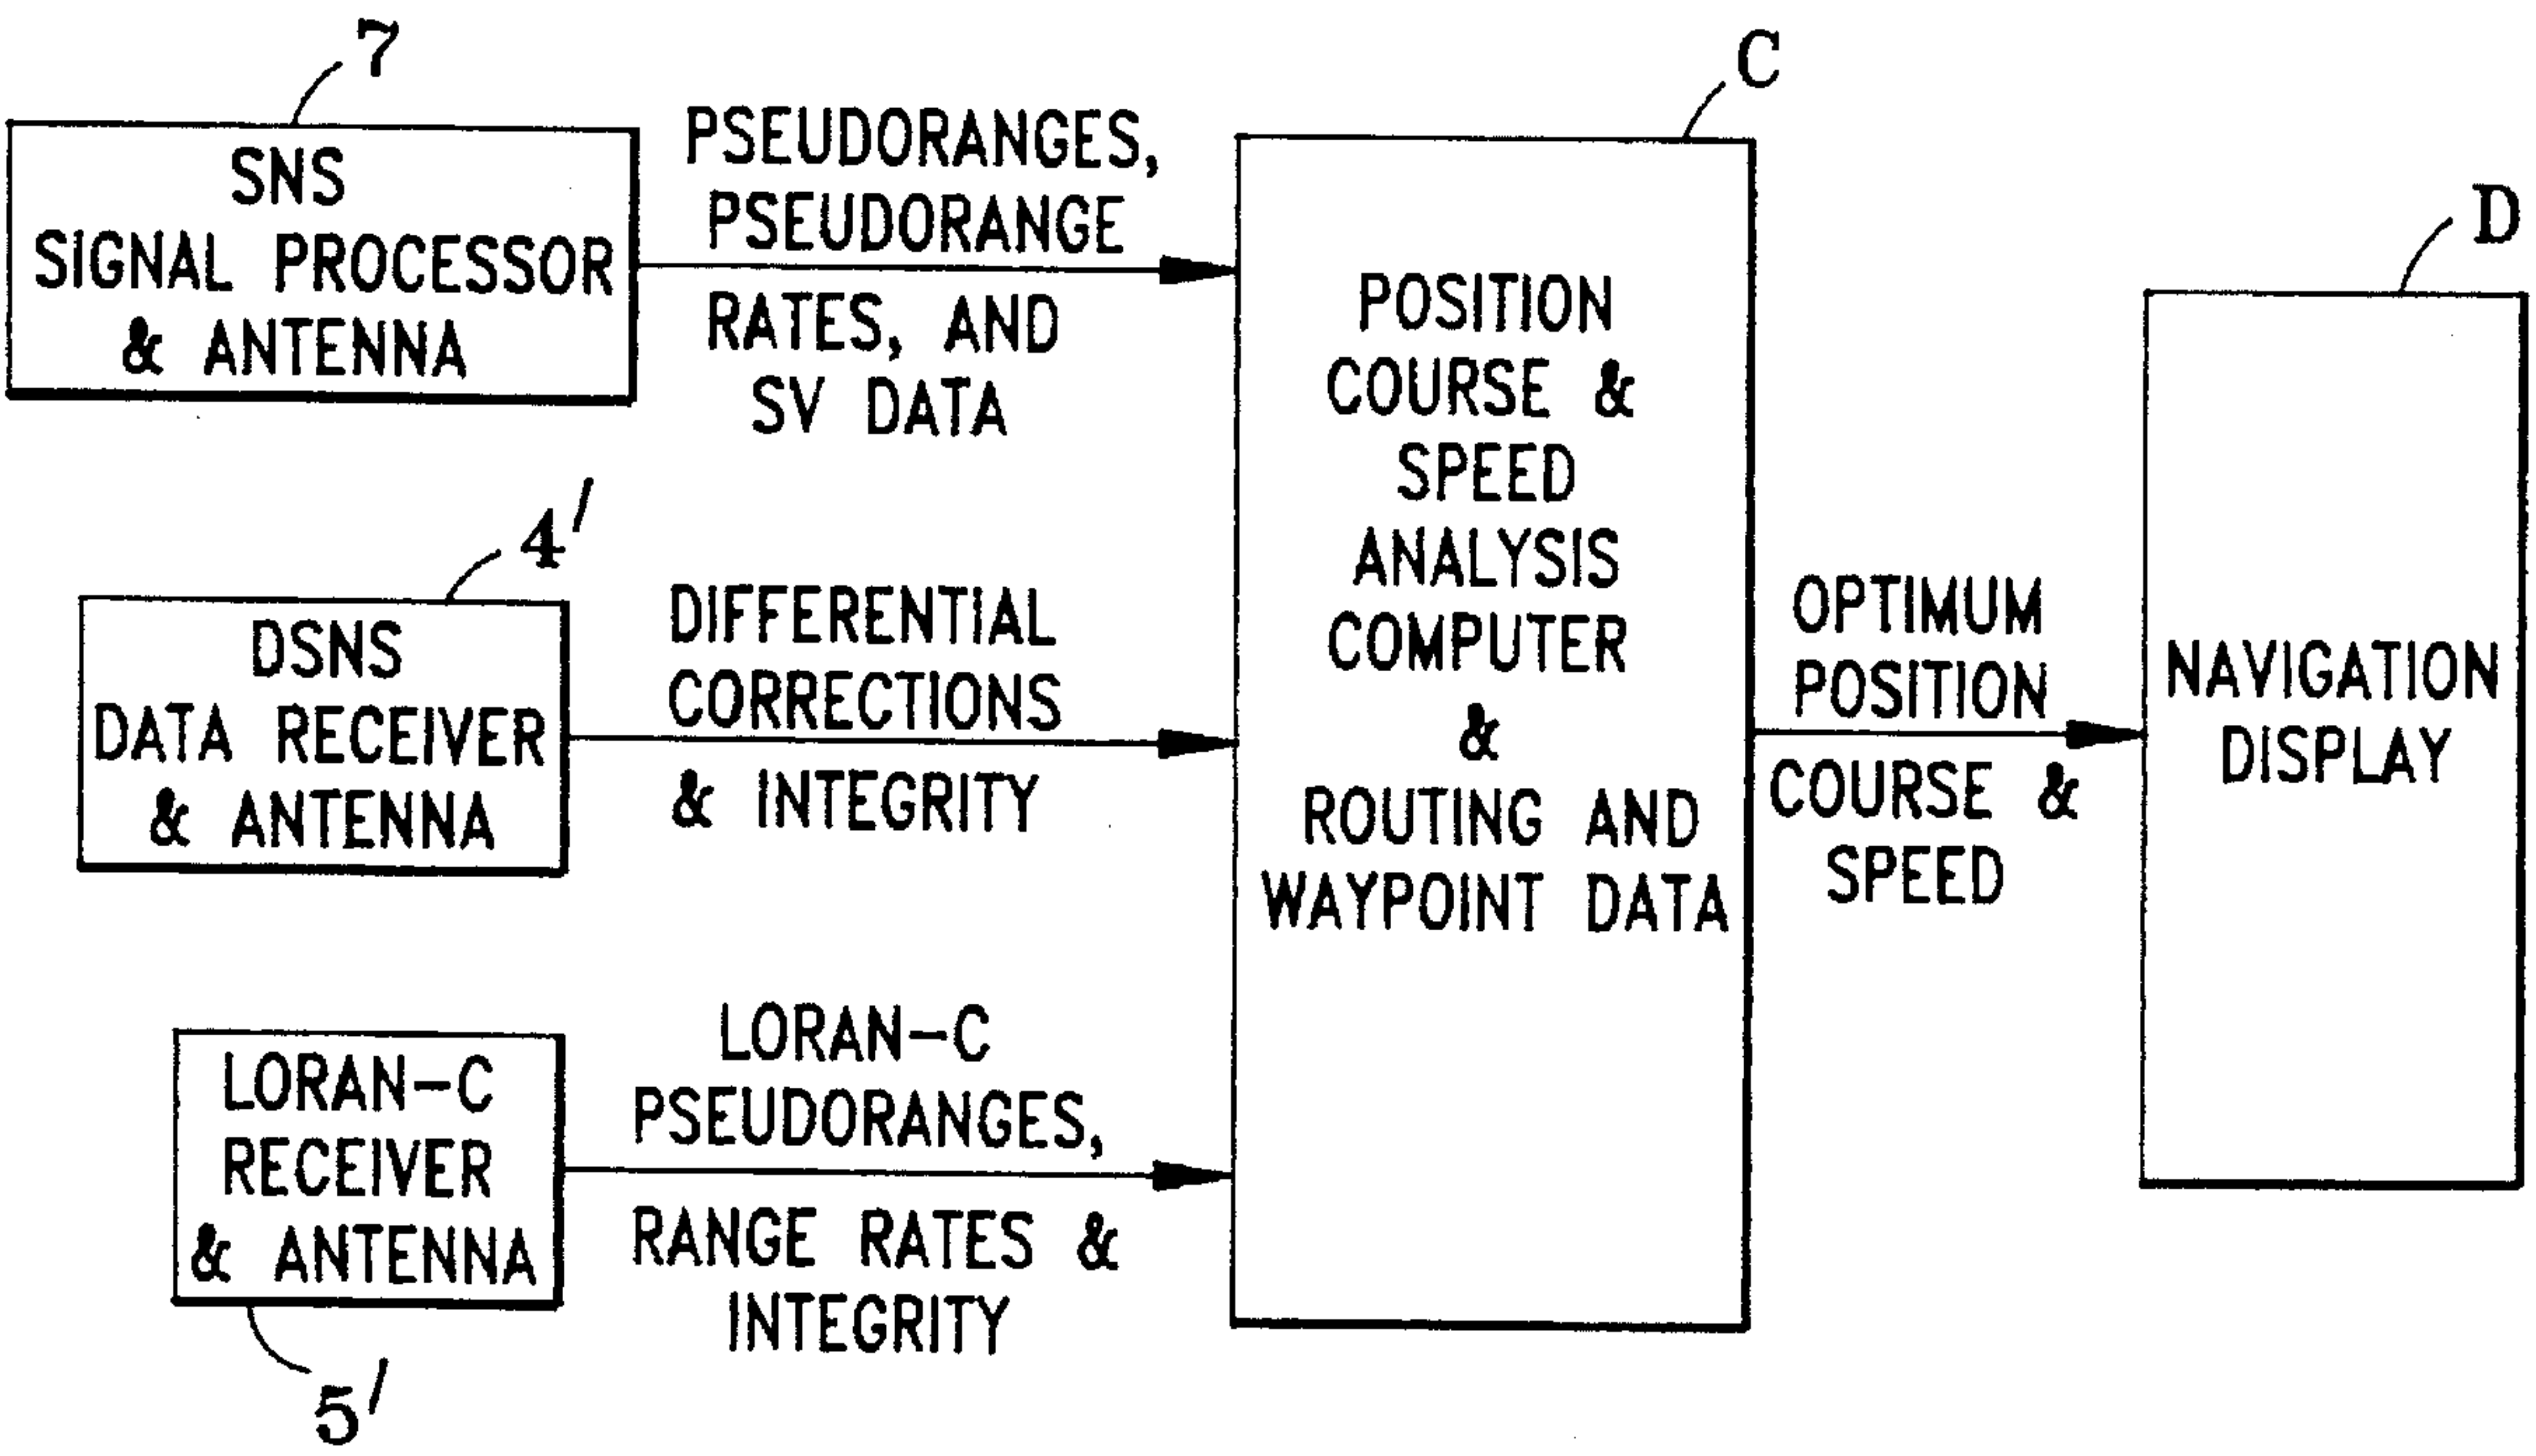 7
SNS
SIGNAL PROCESSOR
& ANTENNA
PSEUDORANGES,
PSEUDORANGE
RATES, AND
SV DATA
4'
DSNS
DATA RECEIVER
& ANTENNA
DIFFERENTIAL
CORRECTIONS
& INTEGRITY
LORAN-C
RECEIVER
& ANTENNA
5'
LORAN-C
PSEUDORANGES,
RANGE RATES &
INTEGRITY
C
POSITION
COURSE &
SPEED
ANALYSIS
COMPUTER
&
ROUTING AND
WAYPOINT DATA
OPTIMUM
POSITION
COURSE &
SPEED
D
NAVIGATION
DISPLAY